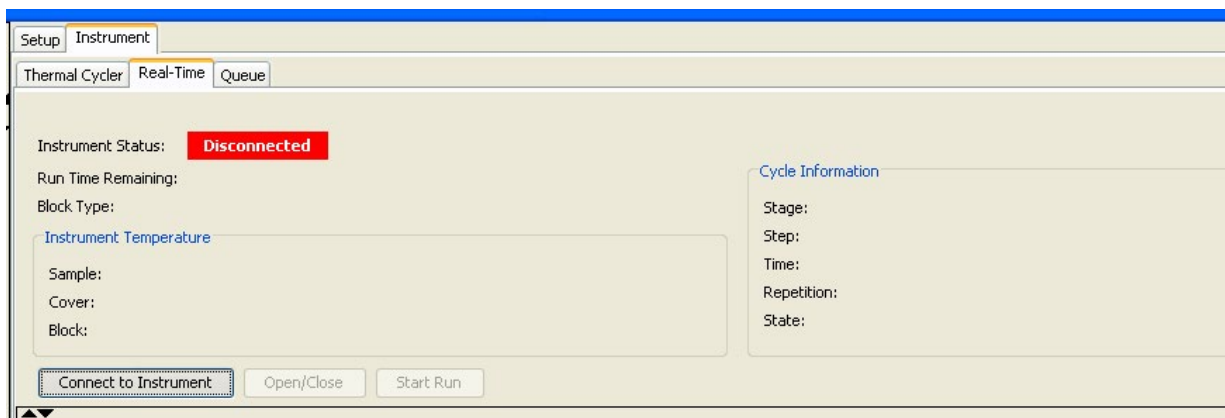 Setup Instrument
Thermal Cycler Real-Time Queue
Instrument Status: Disconnected
Run Time Remaining:
Block Type:
Instrument Temperature
Sample:
Cover:
Block:
Cycle Information
Stage:
Step:
Time:
Repetition:
State:
Connect to Instrument Open/Close Start Run